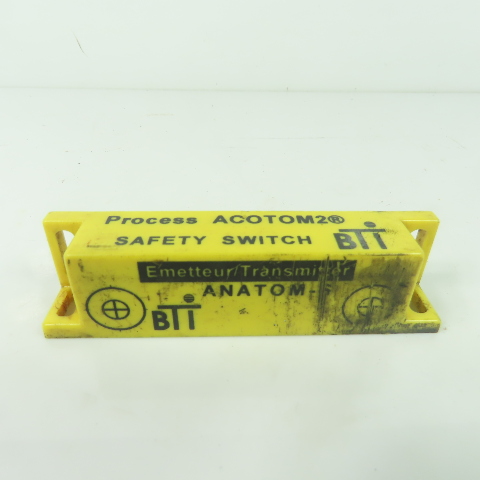 Process ACOTOM2®
SAFETY SWITCH BTI
Emetteur/Transmitter
ANATOM
BTI